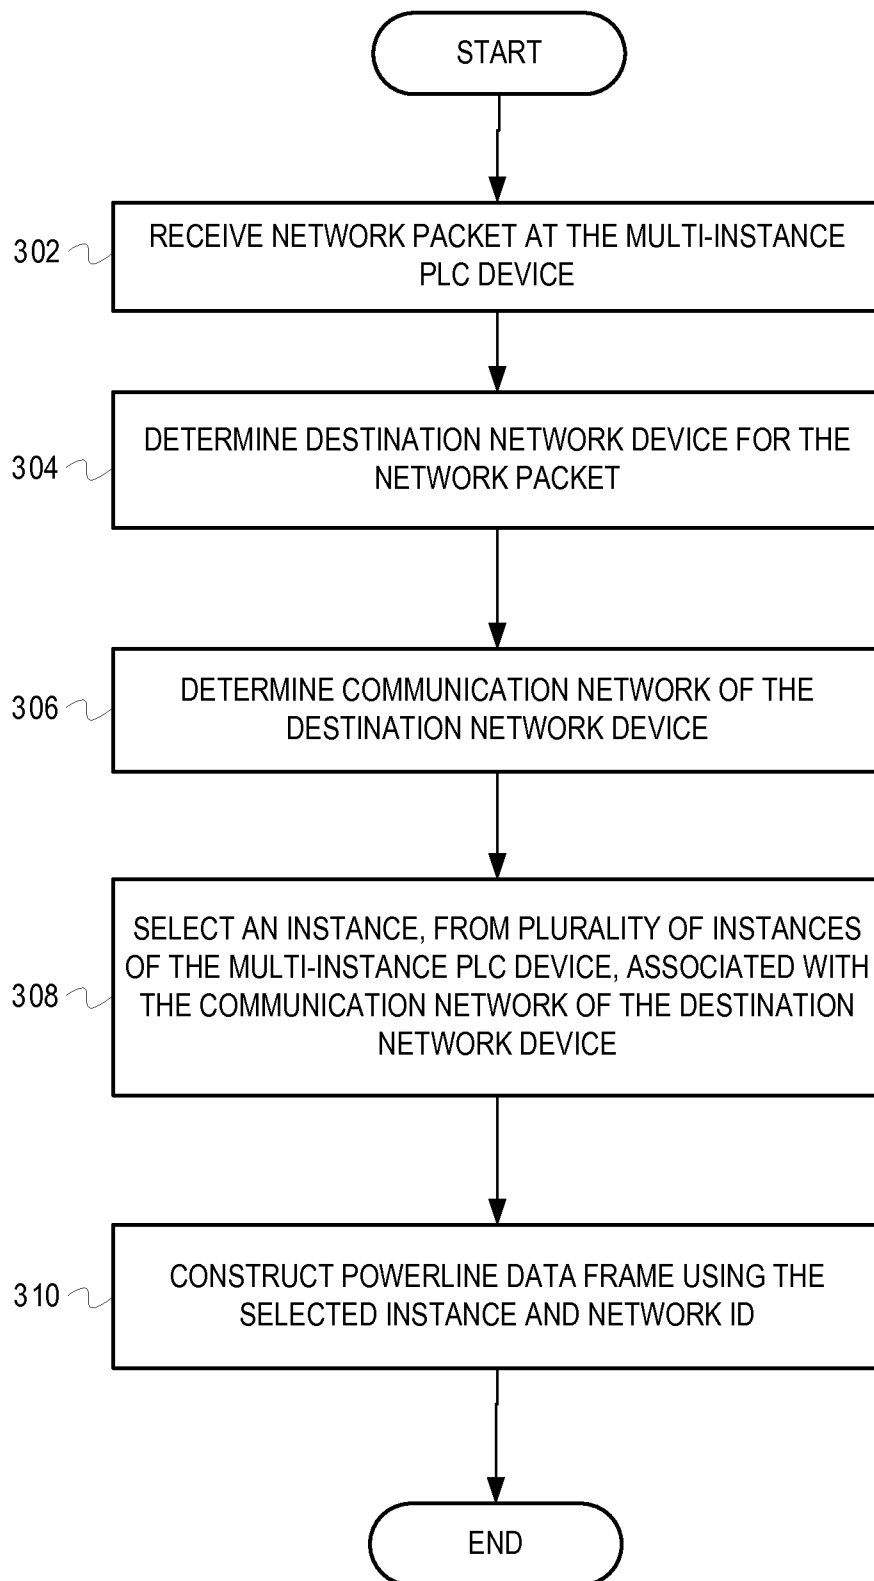 START
302
RECEIVE NETWORK PACKET AT THE MULTI-INSTANCE
PLC DEVICE
304
DETERMINE DESTINATION NETWORK DEVICE FOR THE
NETWORK PACKET
306
DETERMINE COMMUNICATION NETWORK OF THE
DESTINATION NETWORK DEVICE
308
SELECT AN INSTANCE, FROM PLURALITY OF INSTANCES
OF THE MULTI-INSTANCE PLC DEVICE, ASSOCIATED WITH
THE COMMUNICATION NETWORK OF THE DESTINATION
NETWORK DEVICE
310
CONSTRUCT POWERLINE DATA FRAME USING THE
SELECTED INSTANCE AND NETWORK ID
END